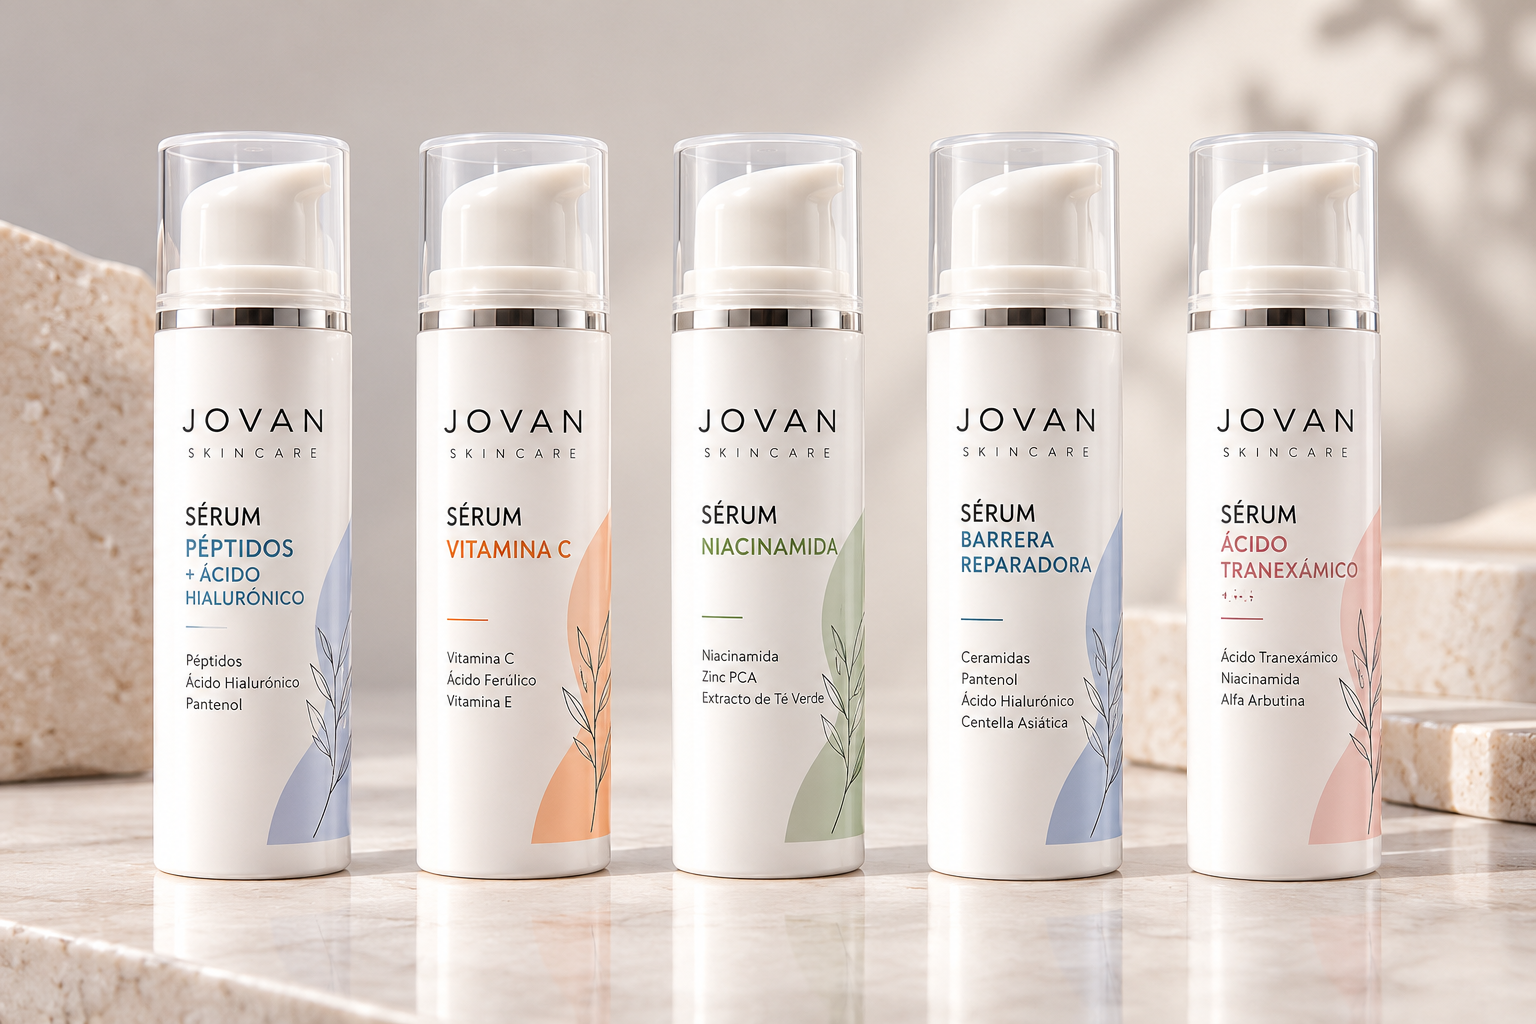 JOVAN
SKINCARE
SÉRUM
PÉPTIDOS
+ ÁCIDO
HIALURÓNICO
Péptidos
Ácido Hialurónico
Pantenol
JOVAN
SKINCARE
SÉRUM
VITAMINA C
Vitamina C
Ácido Ferúlico
Vitamina E
JOVAN
SKINCARE
SÉRUM
NIACINAMIDA
Niacinamida
Zinc PCA
Extracto de Té Verde
JOVAN
SKINCARE
SÉRUM
BARRERA
REPARADORA
Ceramidas
Pantenol
Ácido Hialurónico
Centella Asiática
JOVAN
SKINCARE
SÉRUM
ÁCIDO
TRANEXÁMICO
Ácido Tranexámico
Niacinamida
Alfa Arbutina